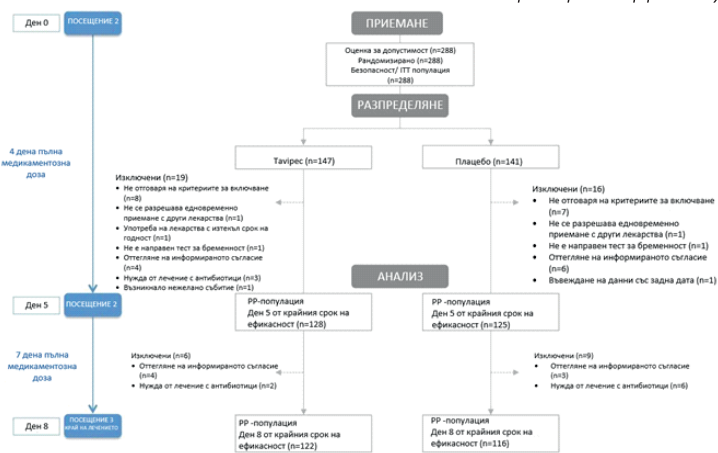 ПРИЕМАНЕ
Ден 0
ПОСЕЩЕНИЕ 2
Оценка за допустимост (n=288)
Рандомизирано (n=288)
Безопасност/ ITT популация
(n=288)
РАЗПРЕДЕЛЯНЕ
4 дена пълна
медикаментозна
доза
Tavipec (n=147)
Плацебо (n=141)
Изключени (n=19)
• Не отговаря на критериите за включване
(n=8)
• Не се разрешава едновременно
приемане с други лекарства (n=1)
• Употреба на лекарства с изтекъл срок на
годност (n=1)
• Не е направен тест за бременност (n=1)
• Оттегляне на информирано съгласие
(n=4)
• Нужда от лечение с антибиотици (n=3)
• Възникнало нежелано събитие (n=1)
Изключени (n=16)
• Не отговаря на критериите за включване
(n=7)
• Не се разрешава едновременно
приемане с други лекарства (n=1)
• Не е направен тест за бременност (n=1)
• Оттегляне на информирано съгласие
(n=6)
• Въвеждане на данни със задна дата (n=1)
АНАЛИЗ
Ден 5
ПОСЕЩЕНИЕ 2
PP-популация
Ден 5 от крайния срок на
ефикасност (n=128)
PP -популация
Ден 5 от крайния срок на
ефикасност (n=125)
7 дена пълна
медикаментозна
доза
Изключени (n=6)
• Оттегляне на информираното съгласие
(n=4)
• Нужда от лечение с антибиотици (n=2)
Изключени (n=9)
• Оттегляне на информираното съгласие
(n=3)
• Нужда от лечение с антибиотици (n=6)
Ден 8
ПОСЕЩЕНИЕ 3
КРАЙ НА ЛЕЧЕНИЕТО
PP -популация
Ден 8 от крайния срок на
ефикасност (n=122)
PP -популация
Ден 8 от крайния срок на
ефикасност (n=116)